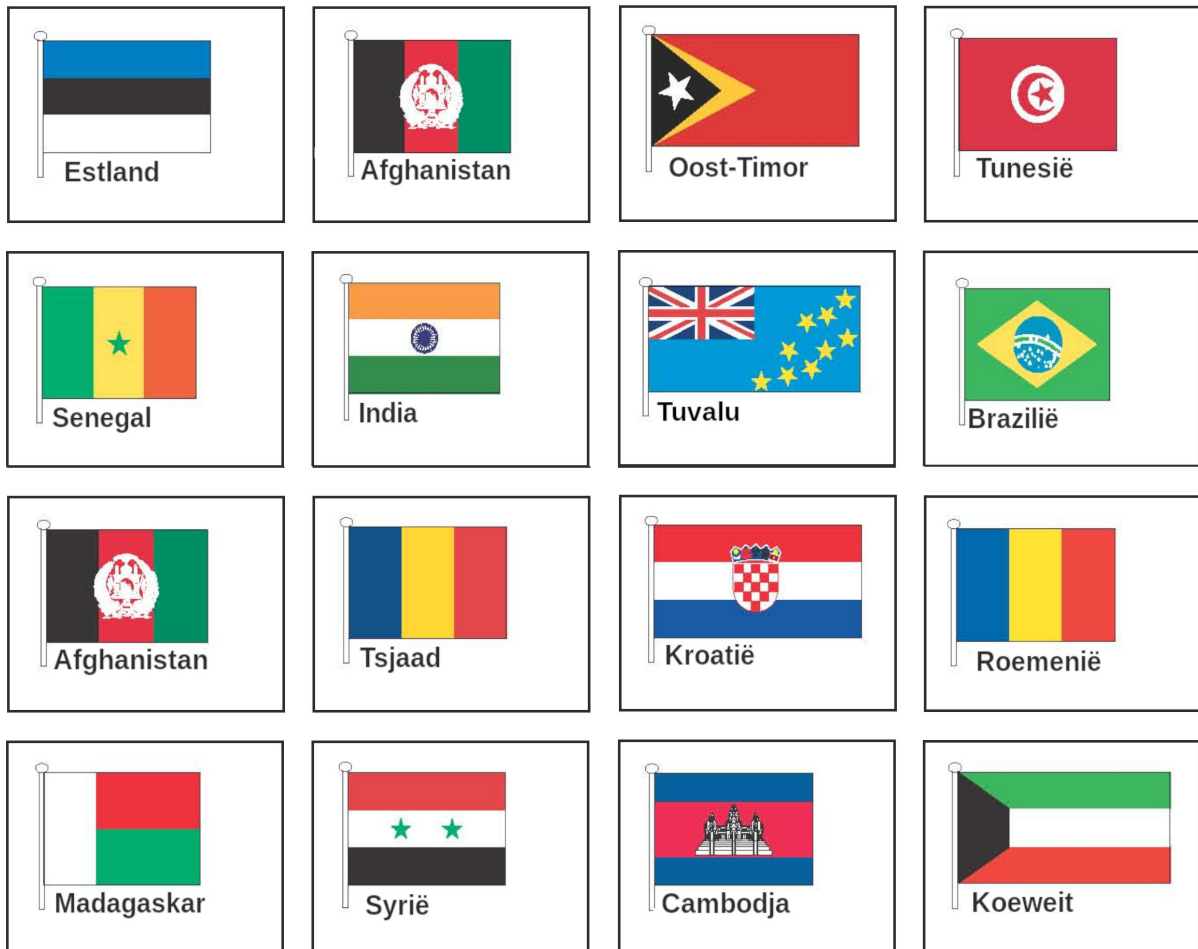 Estland
Afghanistan
Oost-Timor
Tunesië
Senegal
India
Tuvalu
Brazilië
Afghanistan
Tsjaad
Kroatië
Roemenië
Madagaskar
Syrië
Cambodja
Koeweit